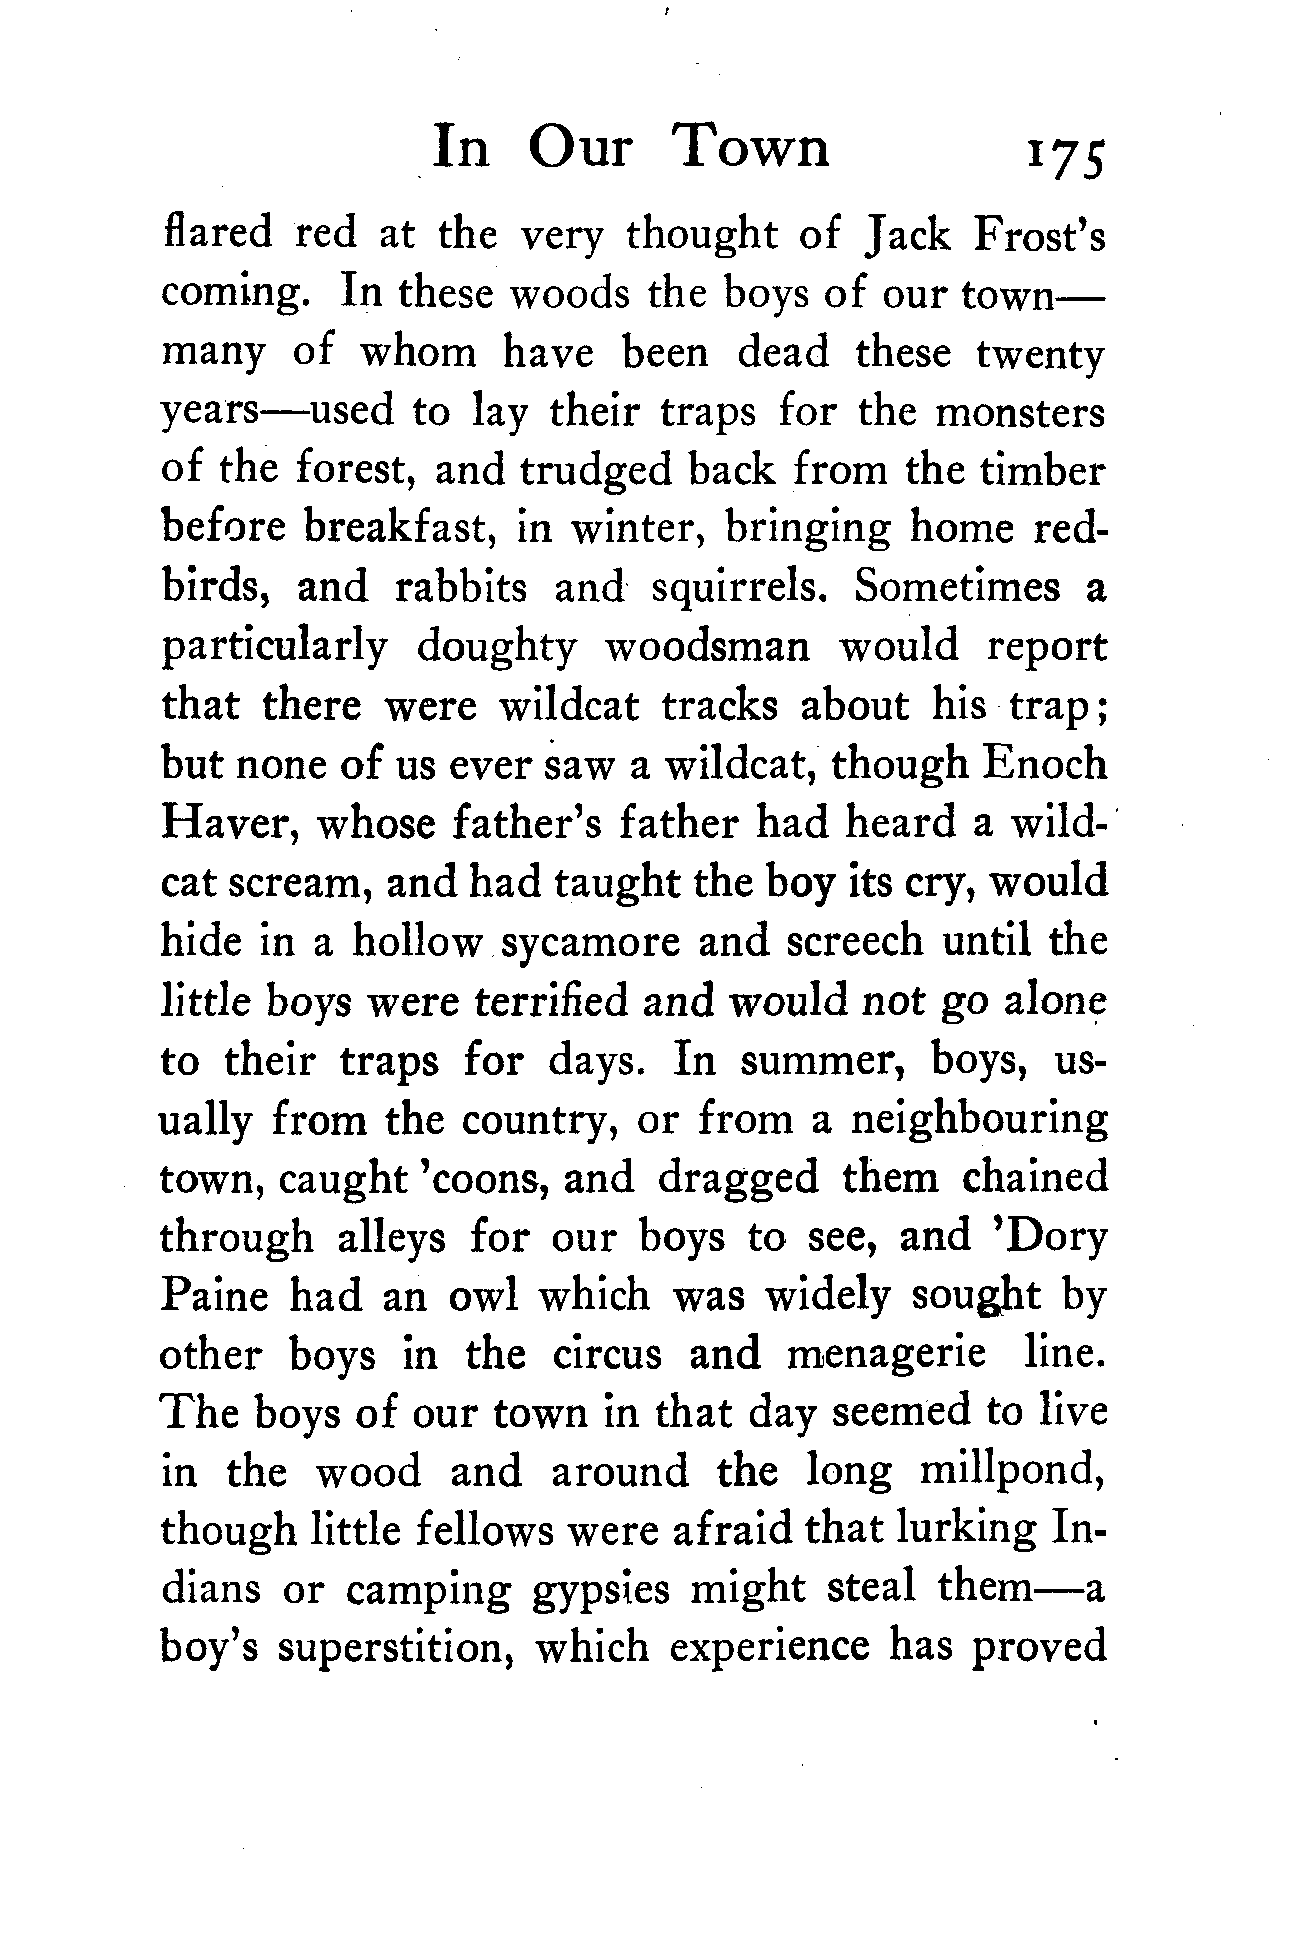 In Our Town 175
flared red at the very thought of Jack Frost's
coming. In these woods the boys of our town—
many of whom have been dead these twenty
years—used to lay their traps for the monsters
of the forest, and trudged back from the timber
before breakfast, in winter, bringing home red-
birds, and rabbits and squirrels. Sometimes a
particularly doughty woodsman would report
that there were wildcat tracks about his trap;
but none of us ever saw a wildcat, though Enoch
Haver, whose father's father had heard a wild-
cat scream, and had taught the boy its cry, would
hide in a hollow sycamore and screech until the
little boys were terrified and would not go alone
to their traps for days. In summer, boys, us-
ually from the country, or from a neighbouring
town, caught 'coons, and dragged them chained
through alleys for our boys to see, and 'Dory
Paine had an owl which was widely sought by
other boys in the circus and menagerie line.
The boys of our town in that day seemed to live
in the wood and around the long millpond,
though little fellows were afraid that lurking In-
dians or camping gypsies might steal them—a
boy's superstition, which experience has proved